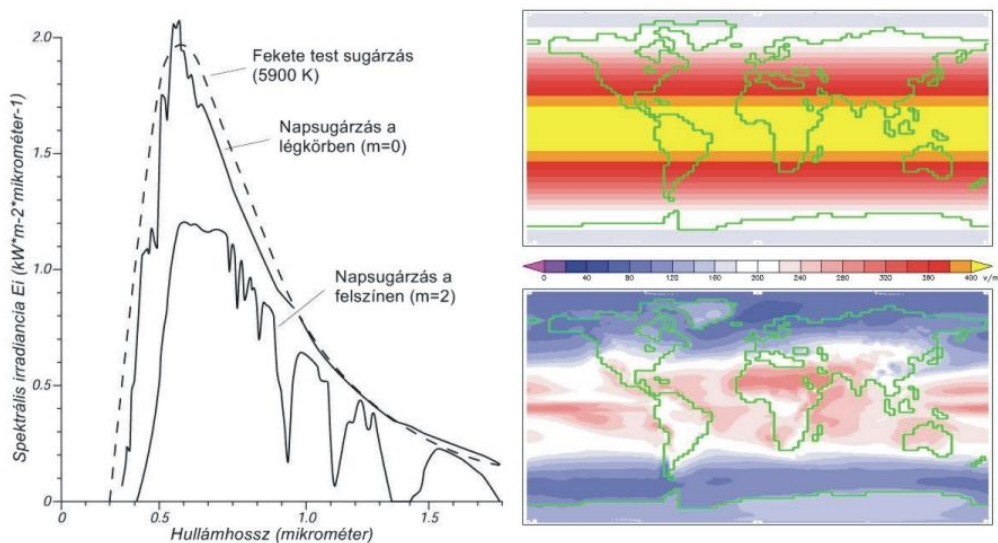 Spektrális irradiancia Ei (kW*m-2*mikrométer-1)
2.0
1.5
1.0
0.5
0
Fekete test sugárzás
(5900 K)
Napsugárzás a
légkörben (m=0)
Napsugárzás a
felszínen (m=2)
0 0.5 1.0 1.5
Hullámhossz (mikrométer)
0 40 80 120 160 200 240 280 320 360 400